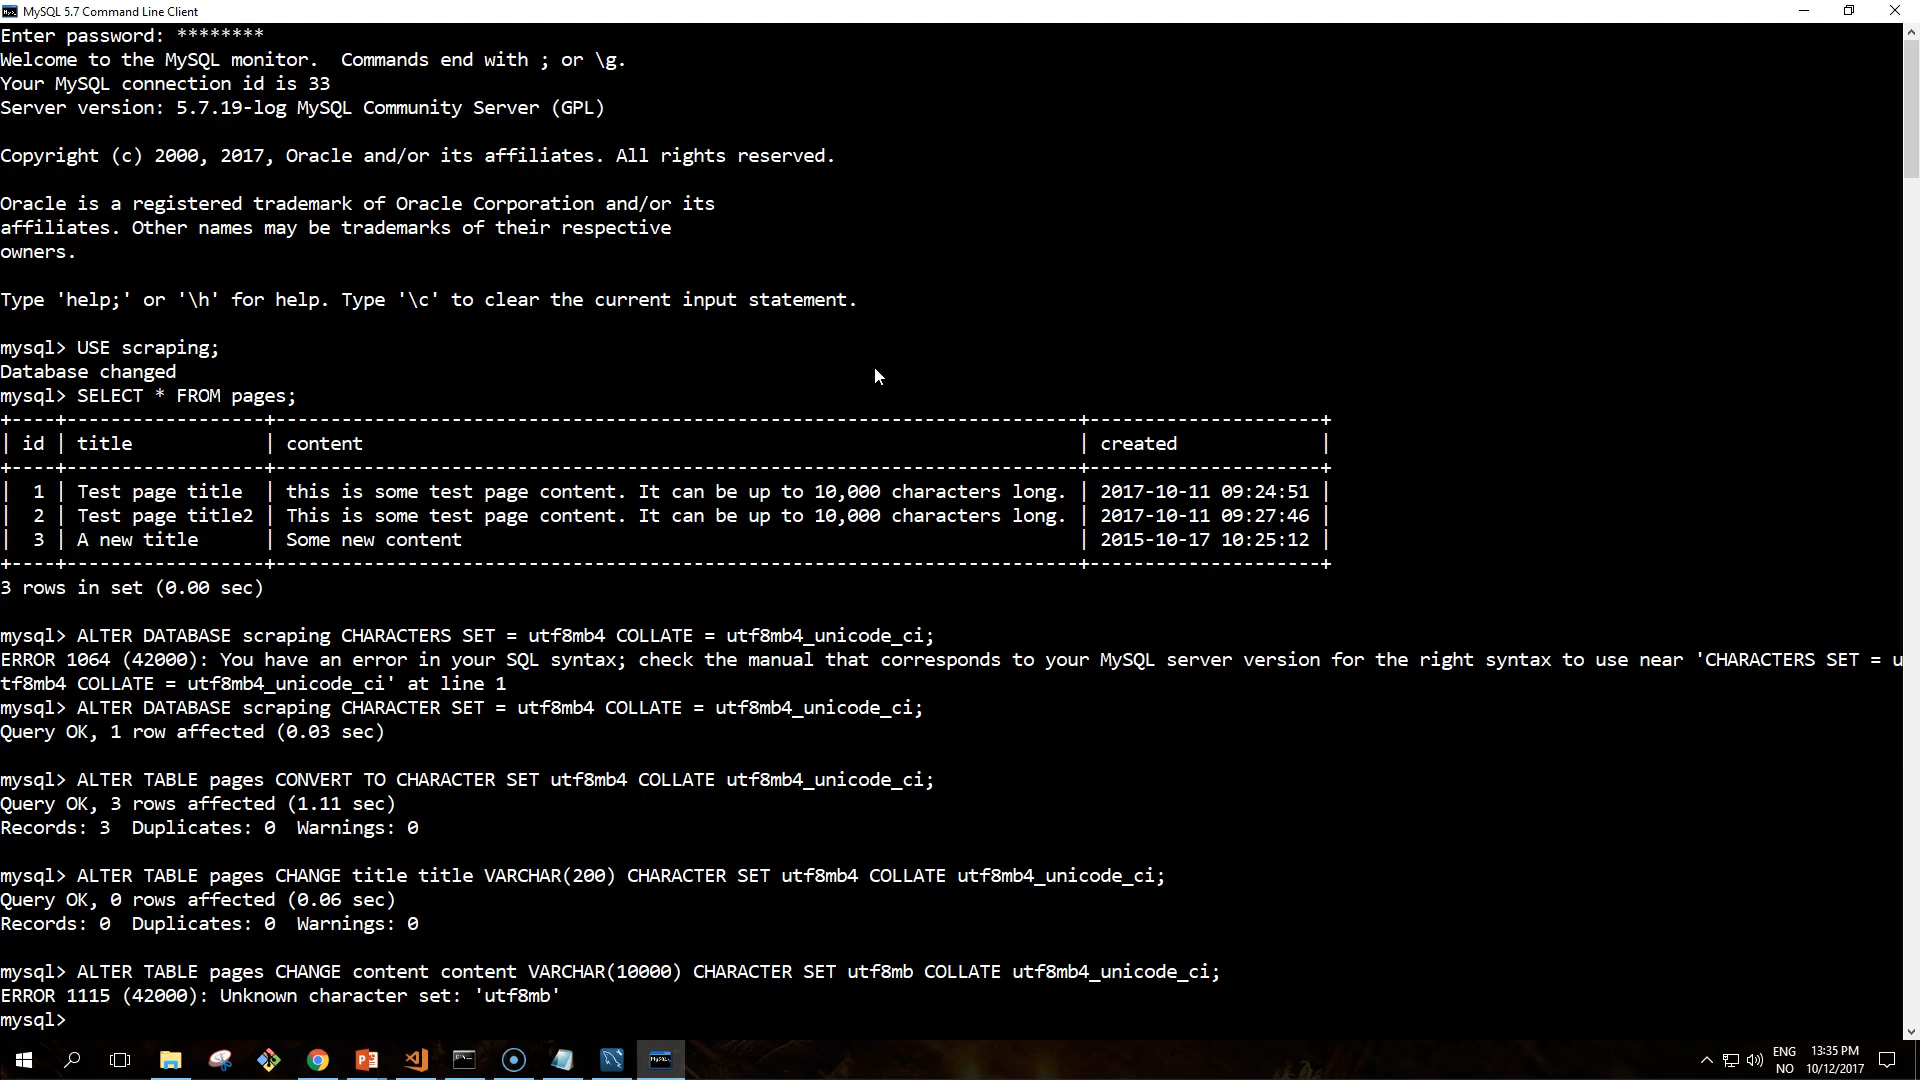 MySQL 5.7 Command Line Client
Enter password: ********
Welcome to the MySQL monitor.  Commands end with ; or \g.
Your MySQL connection id is 33
Server version: 5.7.19-log MySQL Community Server (GPL)
Copyright (c) 2000, 2017, Oracle and/or its affiliates. All rights reserved.
Oracle is a registered trademark of Oracle Corporation and/or its
affiliates. Other names may be trademarks of their respective
owners.
Type 'help;' or '\h' for help. Type '\c' to clear the current input statement.
mysql> USE scraping;
Database changed
mysql> SELECT * FROM pages;
+----+------------------+--------------------------------------------------------------------------+---------------------+
| id | title            | content                                                                  | created             |
+----+------------------+--------------------------------------------------------------------------+---------------------+
|  1 | Test page title  | this is some test page content. It can be up to 10,000 characters long. | 2017-10-11 09:24:51 |
|  2 | Test page title2 | This is some test page content. It can be up to 10,000 characters long. | 2017-10-11 09:27:46 |
|  3 | A new title      | Some new content                                                         | 2015-10-17 10:25:12 |
+----+------------------+--------------------------------------------------------------------------+---------------------+
3 rows in set (0.00 sec)
mysql> ALTER DATABASE scraping CHARACTERS SET = utf8mb4 COLLATE = utf8mb4_unicode_ci;
ERROR 1064 (42000): You have an error in your SQL syntax; check the manual that corresponds to your MySQL server version for the right syntax to use near 'CHARACTERS SET = u
tf8mb4 COLLATE = utf8mb4_unicode_ci' at line 1
mysql> ALTER DATABASE scraping CHARACTER SET = utf8mb4 COLLATE = utf8mb4_unicode_ci;
Query OK, 1 row affected (0.03 sec)
mysql> ALTER TABLE pages CONVERT TO CHARACTER SET utf8mb4 COLLATE utf8mb4_unicode_ci;
Query OK, 3 rows affected (1.11 sec)
Records: 3  Duplicates: 0  Warnings: 0
mysql> ALTER TABLE pages CHANGE title title VARCHAR(200) CHARACTER SET utf8mb4 COLLATE utf8mb4_unicode_ci;
Query OK, 0 rows affected (0.06 sec)
Records: 0  Duplicates: 0  Warnings: 0
mysql> ALTER TABLE pages CHANGE content content VARCHAR(10000) CHARACTER SET utf8mb COLLATE utf8mb4_unicode_ci;
ERROR 1115 (42000): Unknown character set: 'utf8mb'
mysql>
ENG 13:35 PM
NO 10/12/2017